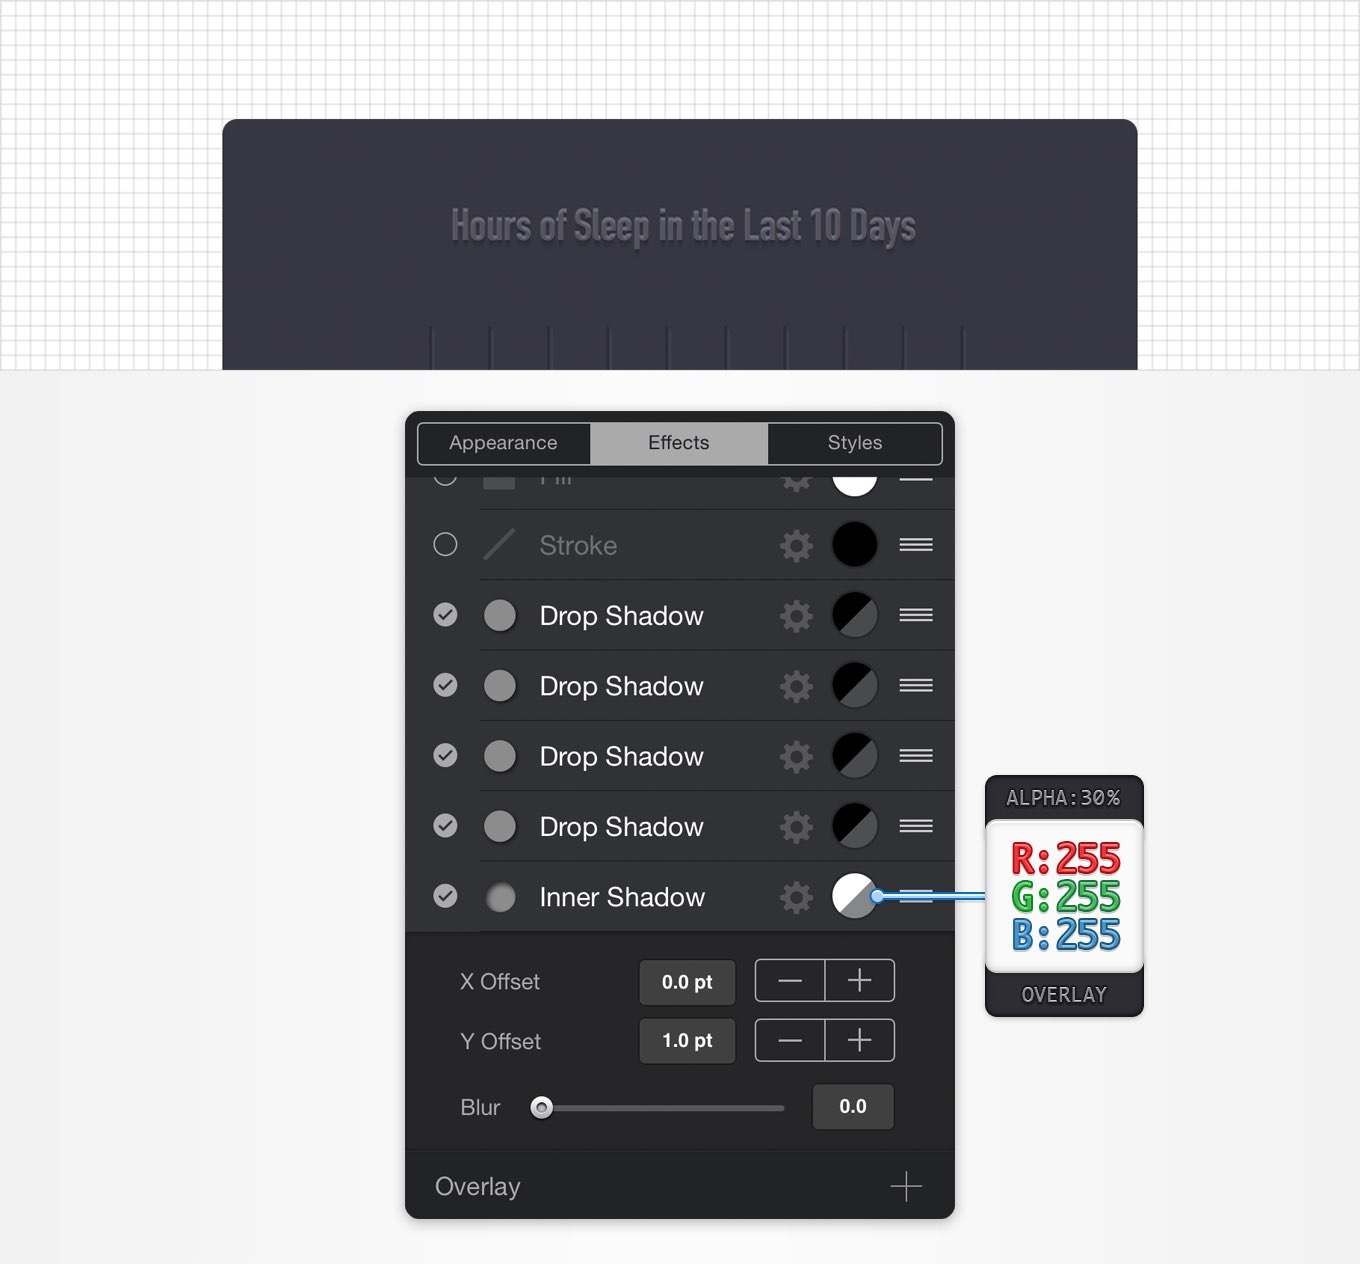 Hours of Sleep in the Last 10 Days
Appearance
Effects
Styles
Fill
Stroke
Drop Shadow
Drop Shadow
Drop Shadow
Drop Shadow
Inner Shadow
X Offset
0.0 pt
Y Offset
1.0 pt
Blur
0.0
Overlay
ALPHA:30%
R:255
G:255
B:255
OVERLAY